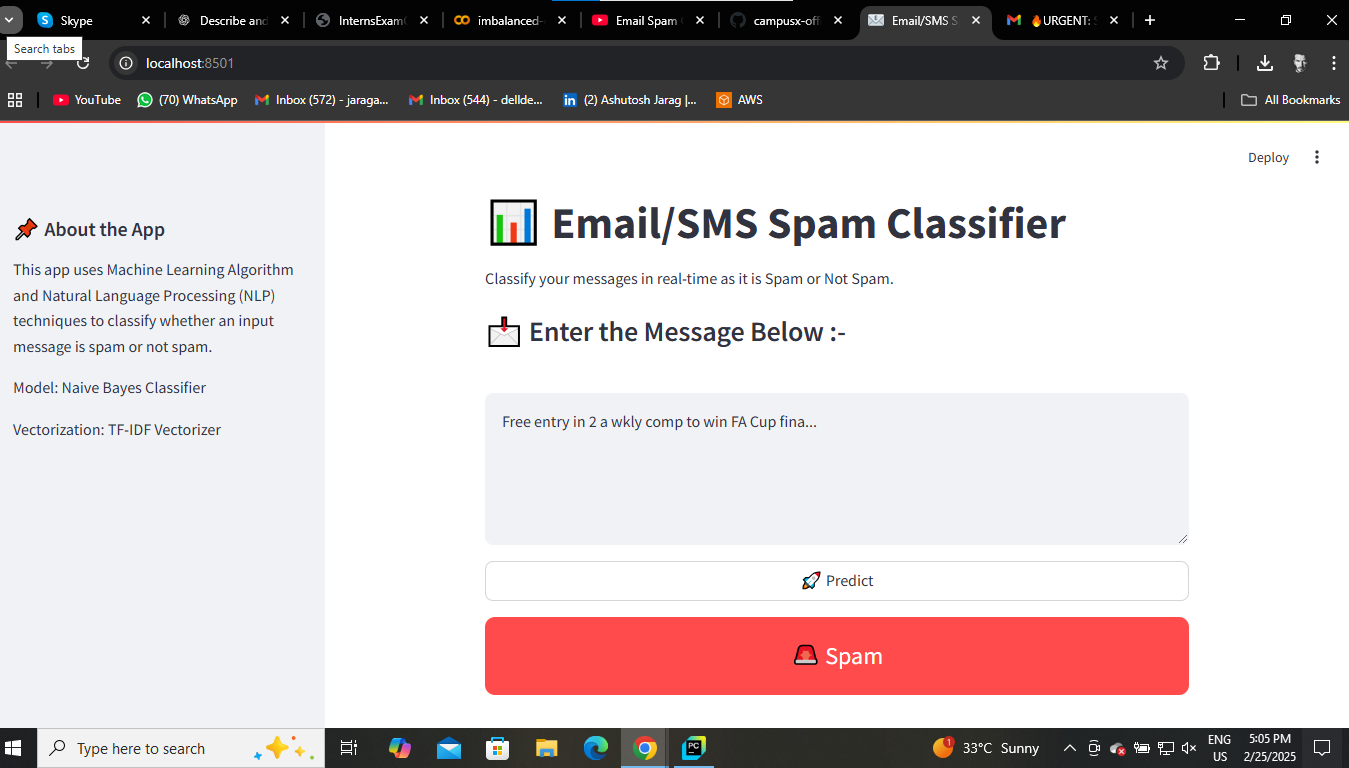 Skype
Describe and
InternsExam
imbalanced-
Email Spam
campusx-off
Email/SMS S
🔥URGENT:
Search tabs
localhost:8501
YouTube
(70) WhatsApp
Inbox (572) - jaraga...
Inbox (544) - dellde...
(2) Ashutosh Jarag |...
AWS
All Bookmarks
Deploy
📌 About the App
This app uses Machine Learning Algorithm
and Natural Language Processing (NLP)
techniques to classify whether an input
message is spam or not spam.
Model: Naive Bayes Classifier
Vectorization: TF-IDF Vectorizer
📊 Email/SMS Spam Classifier
Classify your messages in real-time as it is Spam or Not Spam.
📩 Enter the Message Below :-
Free entry in 2 a wkly comp to win FA Cup fina...
🚀 Predict
🚨 Spam
Type here to search
33°C Sunny
ENG
US
5:05 PM
2/25/2025